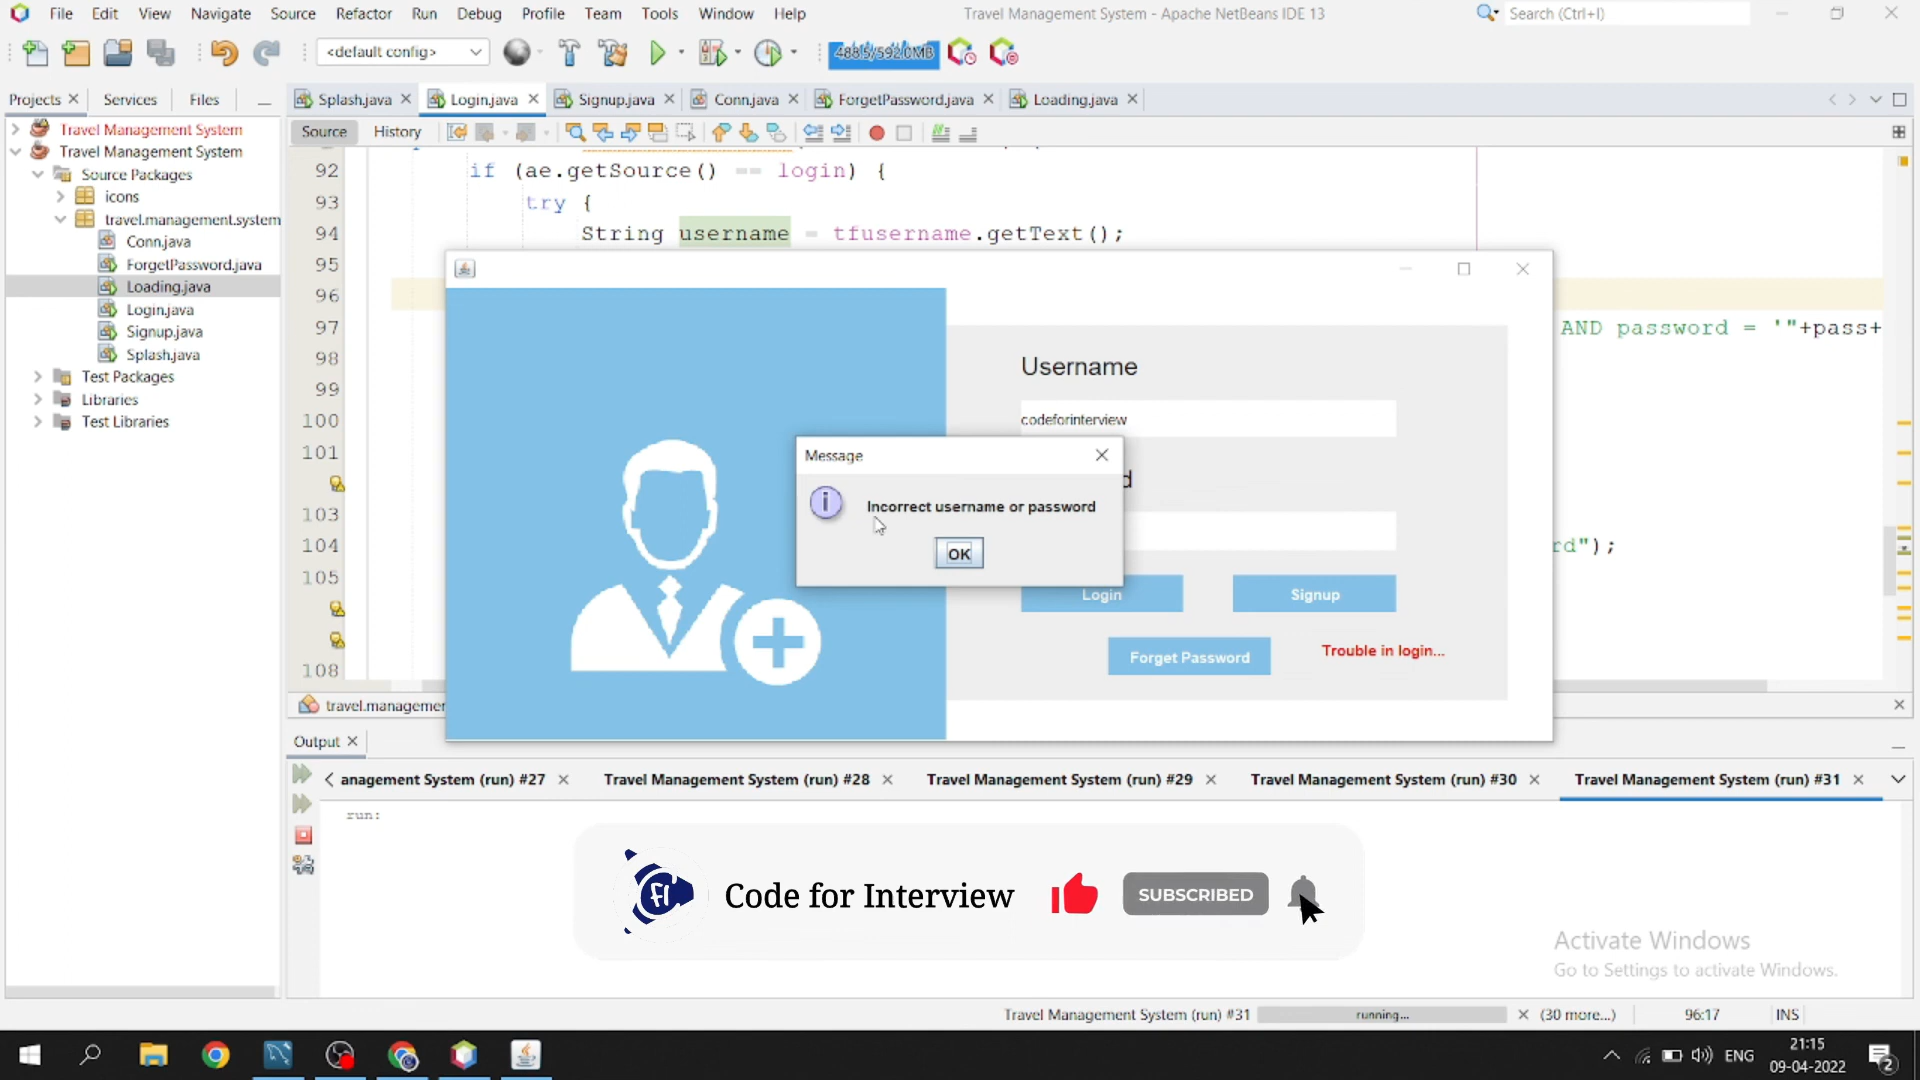 File Edit View Navigate Source Refactor Run Debug Profile Team Tools Window Help
Travel Management System - Apache NetBeans IDE 13
Search (Ctrl+I)
<default config>
488.5/592.0MB
Projects
Services
Files
Splash.java
Login.java
Signup.java
Conn.java
ForgetPassword.java
Loading.java
Source
History
Travel Management System
Travel Management System
Source Packages
icons
travel.management.system
Conn.java
ForgetPassword.java
Loading.java
Login.java
Signup.java
Splash.java
Test Packages
Libraries
Test Libraries
92 if (ae.getSource() == login) {
93 try {
94 String username = tfusername.getText();
95
96
97 AND password = '"+pass+
98
99
100
101
103
104 rd");
105
108
Username
codeforinterview
d
Message
Incorrect username or password
OK
Login
Signup
Forget Password
Trouble in login...
travel.managemen
Output
anagement System (run) #27
Travel Management System (run) #28
Travel Management System (run) #29
Travel Management System (run) #30
Travel Management System (run) #31
run:
Code for Interview
SUBSCRIBED
Activate Windows
Go to Settings to activate Windows.
Travel Management System (run) #31
running...
(30 more...)
96:17
INS
ENG
21:15
09-04-2022
2